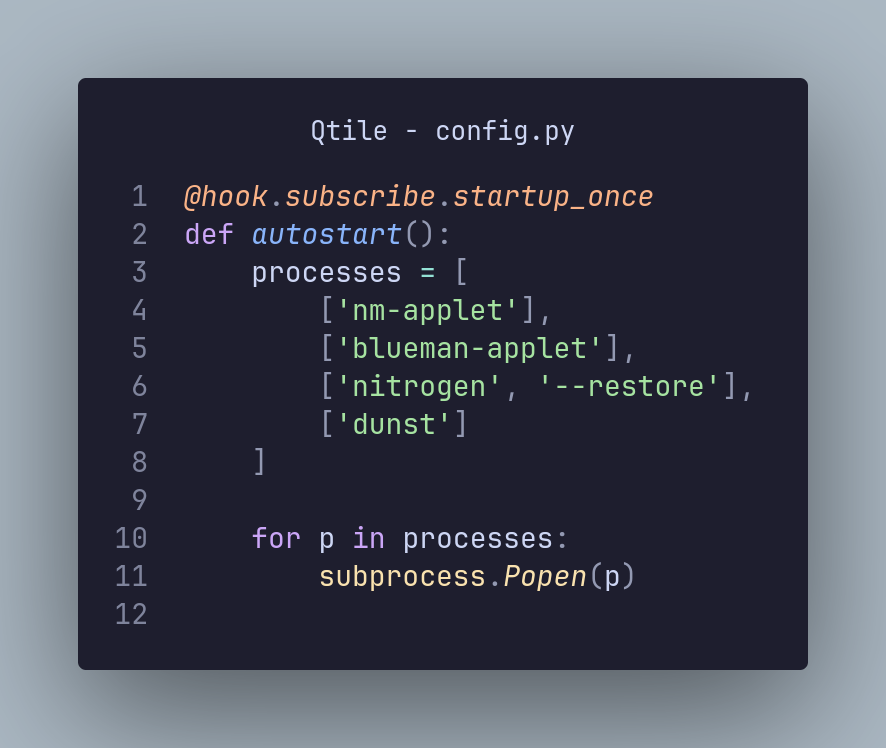 Qtile - config.py
1 @hook.subscribe.startup_once
2 def autostart():
3     processes = [
4         ['nm-applet'],
5         ['blueman-applet'],
6         ['nitrogen', '--restore'],
7         ['dunst']
8     ]
9
10     for p in processes:
11         subprocess.Popen(p)
12